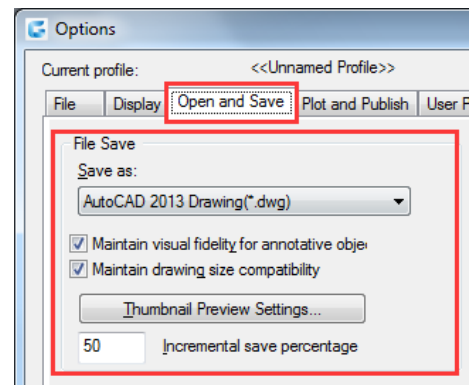 Options
Current profile: <<Unnamed Profile>>
File Display Open and Save Plot and Publish User P
File Save
Save as:
AutoCAD 2013 Drawing(*.dwg)
Maintain visual fidelity for annotative obje
Maintain drawing size compatibility
Thumbnail Preview Settings...
50 Incremental save percentage